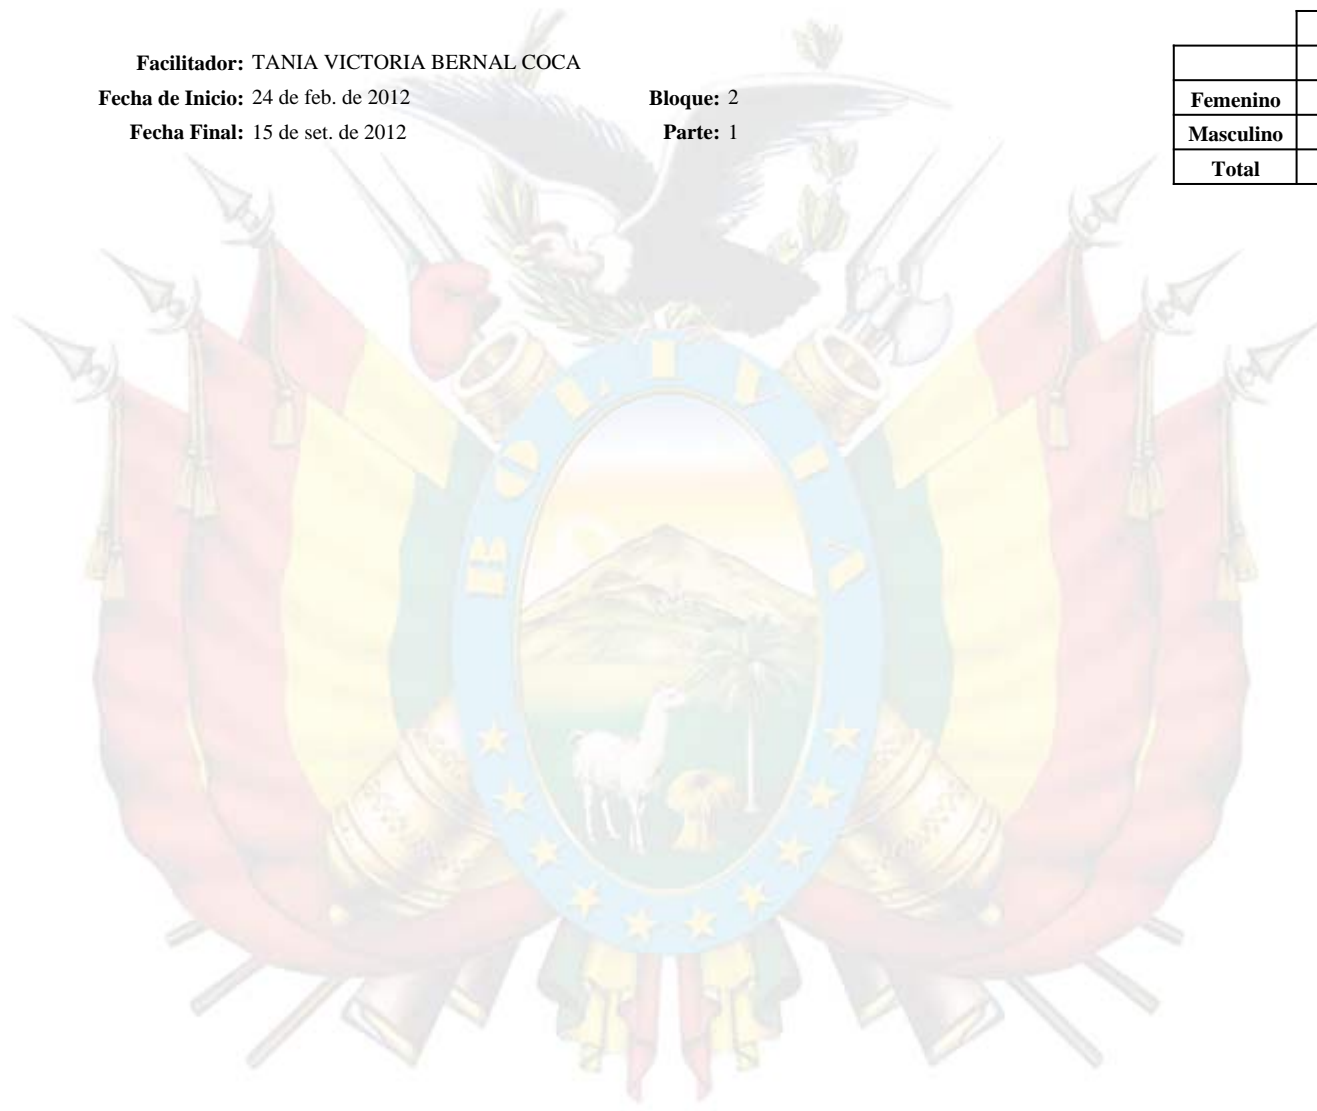 Facilitador: TANIA VICTORIA BERNAL COCA
Fecha de Inicio: 24 de feb. de 2012 Bloque: 2
Fecha Final: 15 de set. de 2012 Parte: 1
Femenino
Masculino
Total
BOLIVIA